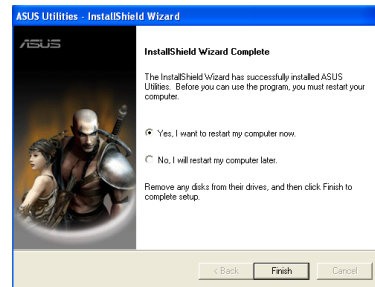 ASUS Utilities - InstallShield Wizard
ASUS
InstallShield Wizard Complete
The InstallShield Wizard has successfully installed ASUS
Utilities. Before you can use the program, you must restart your
computer.
Yes, I want to restart my computer now.
No, I will restart my computer later.
Remove any disks from their drives, and then click Finish to
complete setup.
< Back
Finish
Cancel